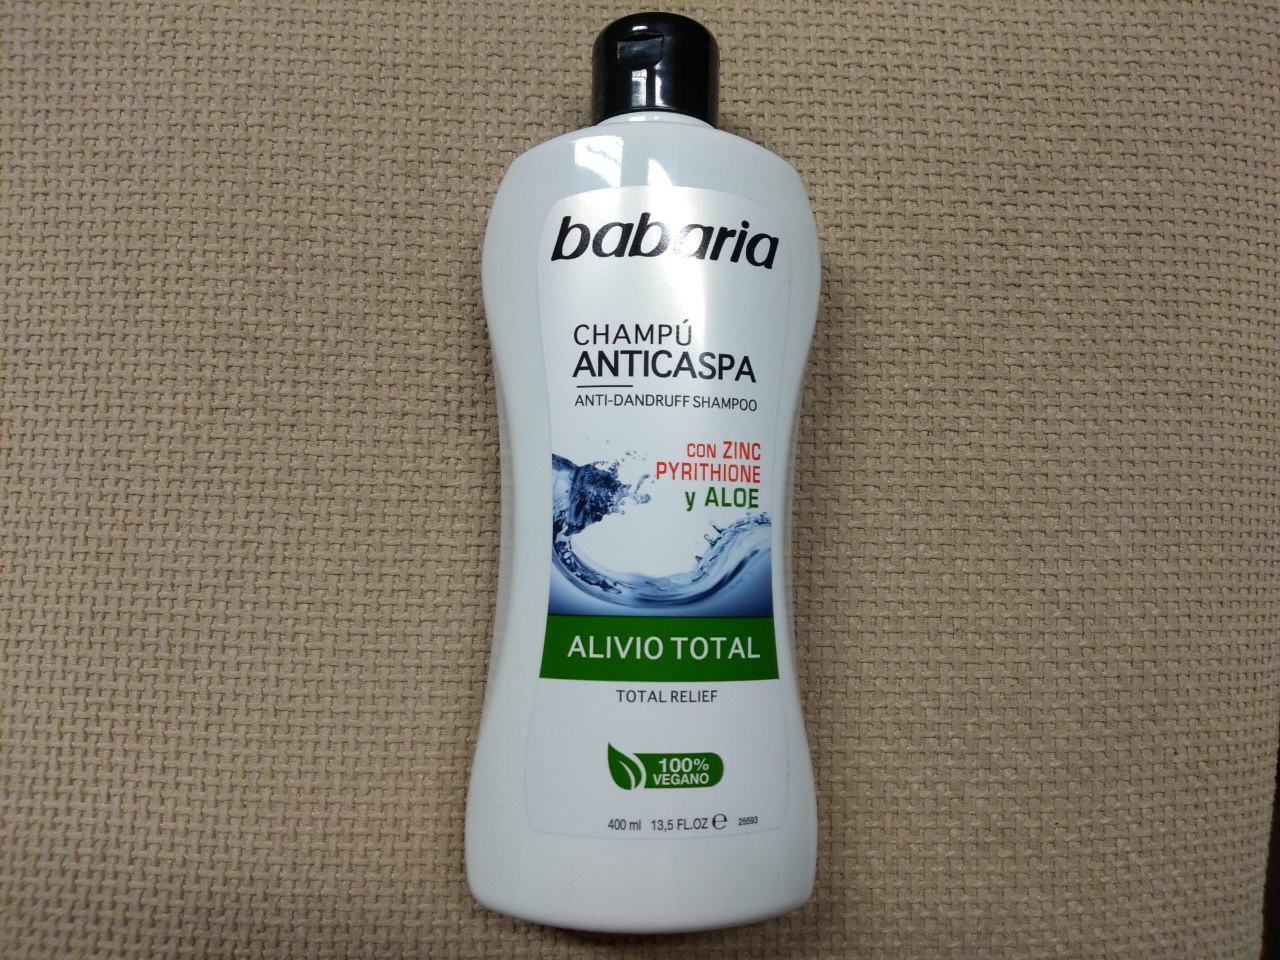 babaria
CHAMPÚ
ANTICASPA
ANTI-DANDRUFF SHAMPOO
CON ZINC
PYRITHIONE
y ALOE
ALIVIO TOTAL
TOTAL RELIEF
100%
VEGANO
400 ml 13,5 FL.OZ ℮ 25593